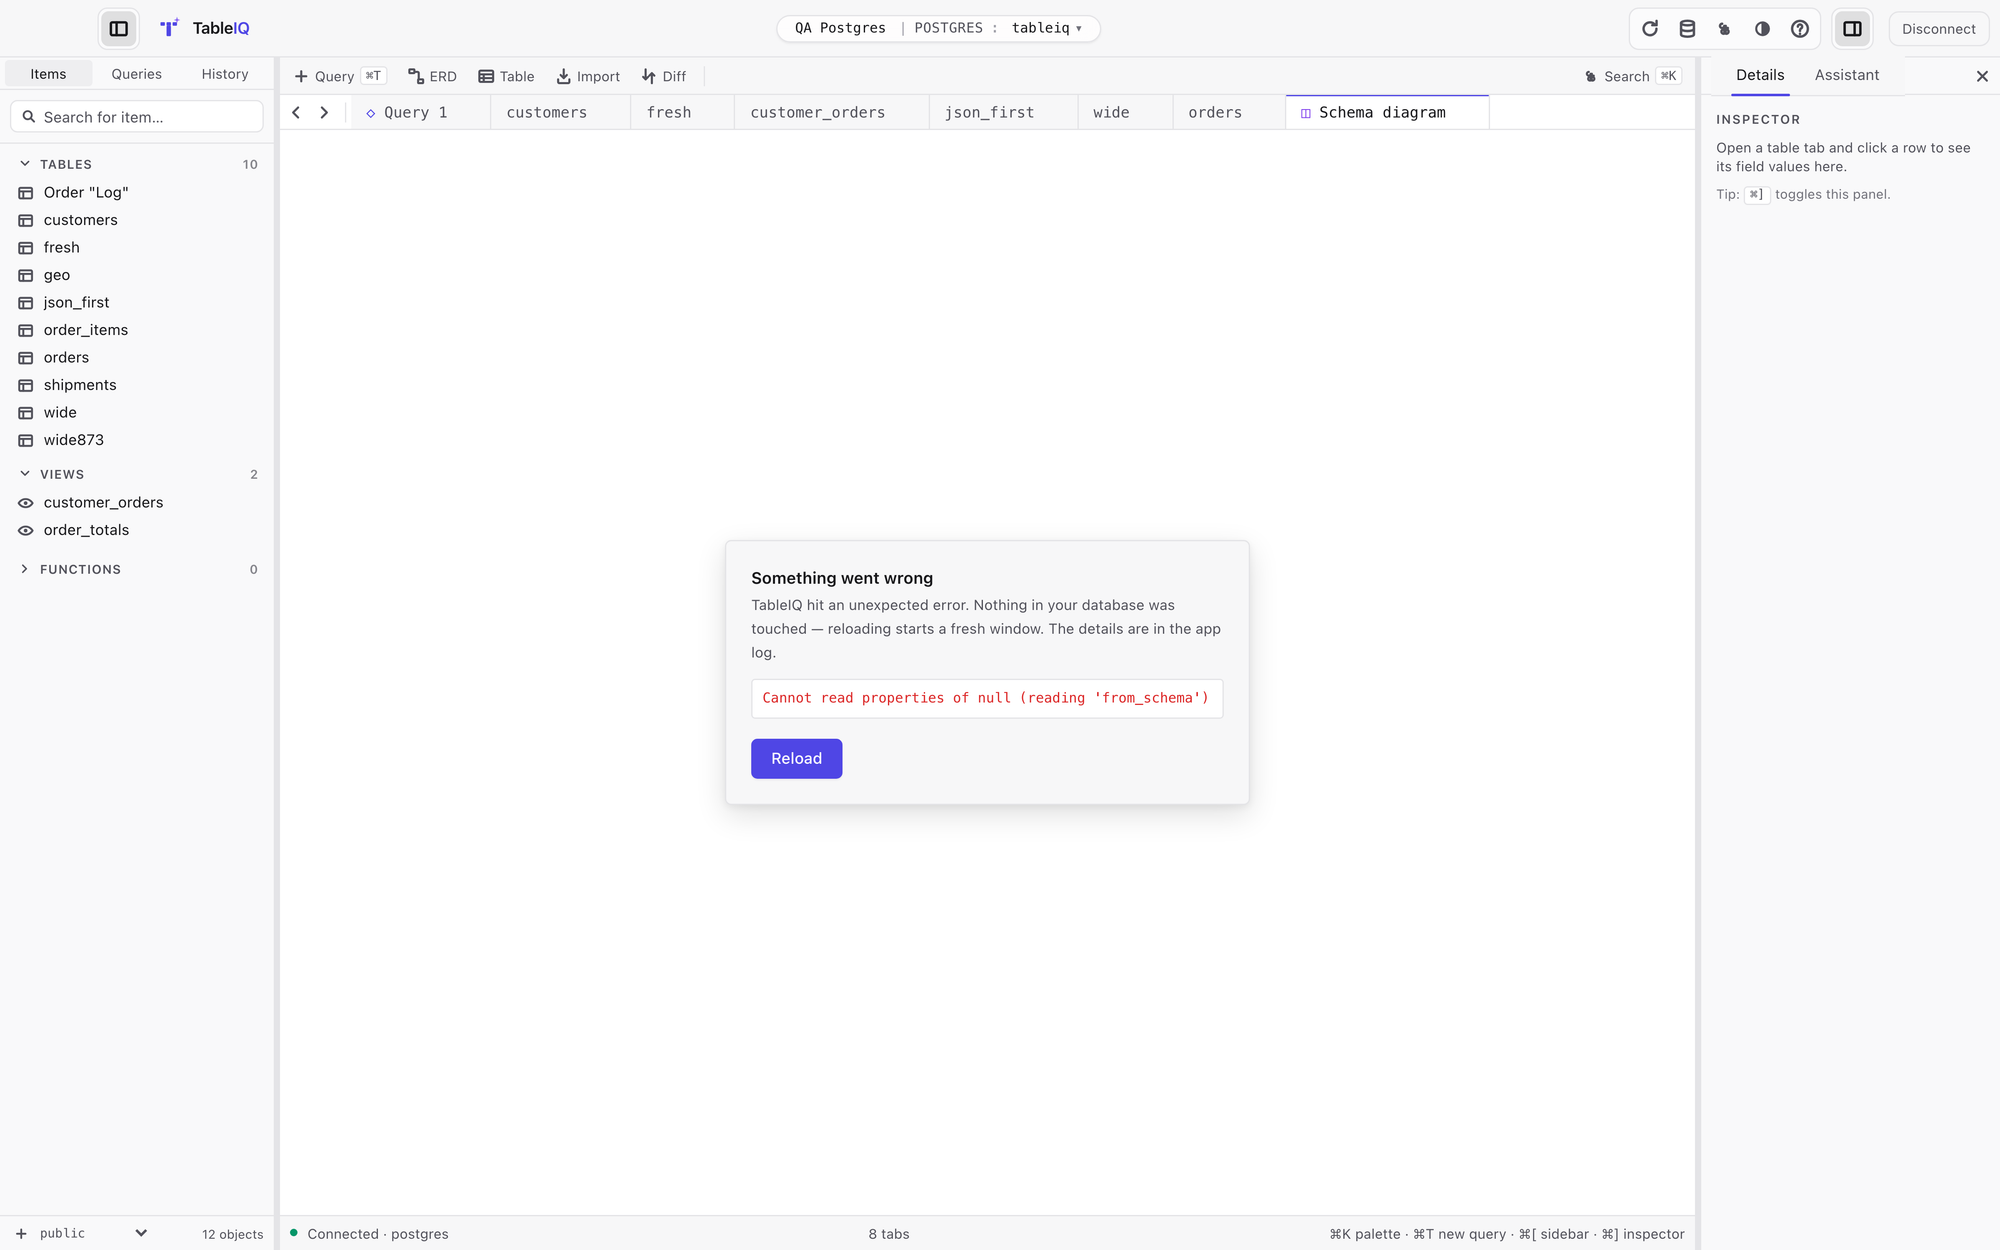 TableIQ
QA Postgres | POSTGRES : tableiq ▾
Disconnect
Items Queries History
+ Query ⌘T ERD Table Import Diff
Search ⌘K
Details Assistant
Search for item...
Query 1 customers fresh customer_orders json_first wide orders Schema diagram
TABLES 10
Order "Log"
customers
fresh
geo
json_first
order_items
orders
shipments
wide
wide873
VIEWS 2
customer_orders
order_totals
FUNCTIONS 0
Something went wrong
TableIQ hit an unexpected error. Nothing in your database was
touched — reloading starts a fresh window. The details are in the app
log.
Cannot read properties of null (reading 'from_schema')
Reload
INSPECTOR
Open a table tab and click a row to see
its field values here.
Tip: ⌘] toggles this panel.
+ public 12 objects
Connected · postgres
8 tabs
⌘K palette · ⌘T new query · ⌘[ sidebar · ⌘] inspector